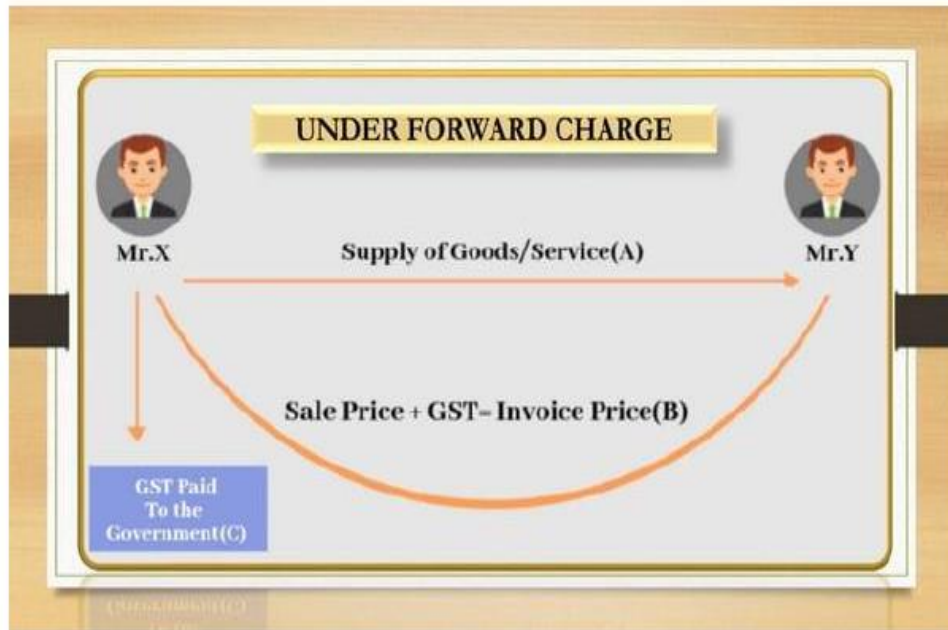 UNDER FORWARD CHARGE
Mr.X
Mr.Y
Supply of Goods/Service(A)
Sale Price + GST= Invoice Price(B)
GST Paid
To the
Government(C)